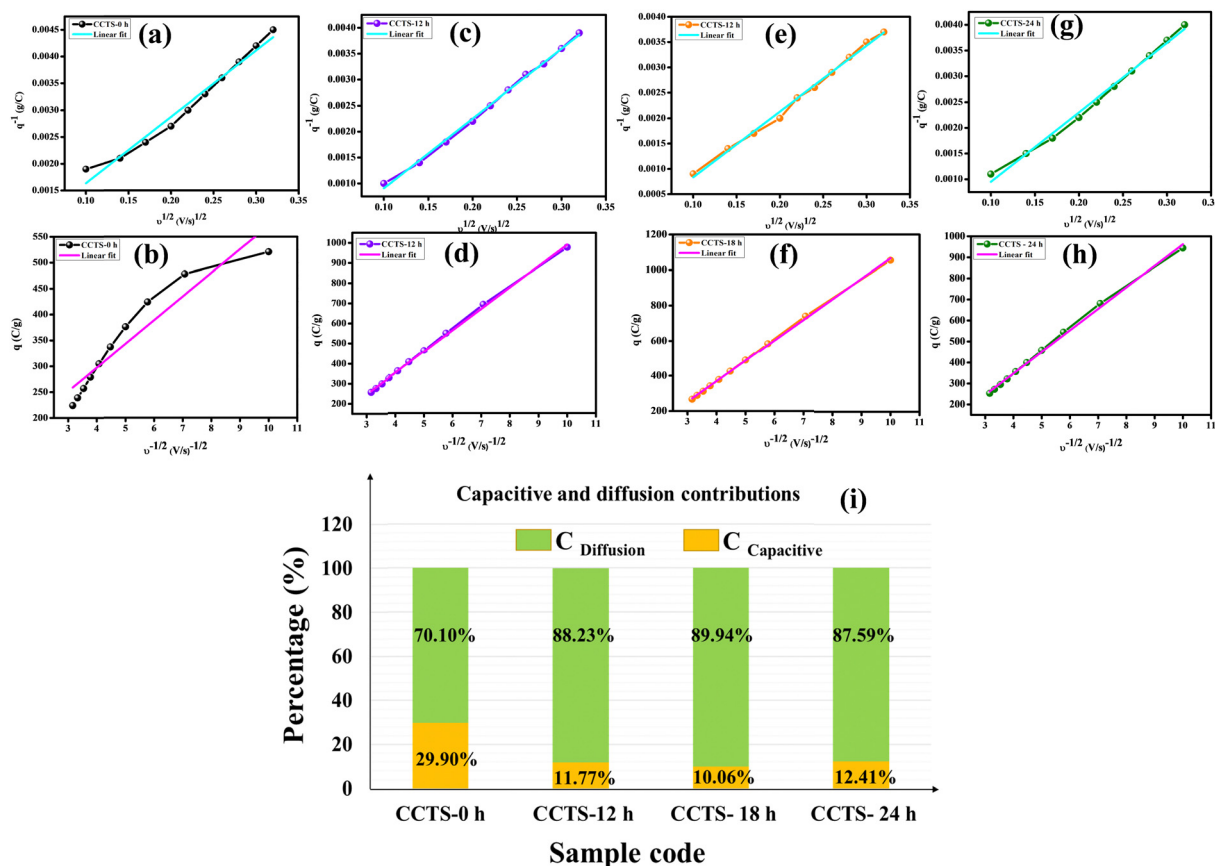 CCTS-0 h
Linear fit
(a)
0.0045
0.0040
0.0035
0.0030
0.0025
0.0020
0.0015
q⁻¹ (g/C)
0.10 0.15 0.20 0.25 0.30 0.35
υ^1/2 (V/s)^1/2
CCTS-12 h
Linear fit
(c)
0.0040
0.0035
0.0030
0.0025
0.0020
0.0015
0.0010
q⁻¹ (g/C)
0.10 0.15 0.20 0.25 0.30 0.35
υ^1/2 (V/s)^1/2
CCTS-12 h
Linear fit
(e)
0.0040
0.0035
0.0030
0.0025
0.0020
0.0015
0.0010
0.0005
q⁻¹ (g/C)
0.10 0.15 0.20 0.25 0.30 0.35
υ^1/2 (V/s)^1/2
CCTS-24 h
Linear fit
(g)
0.0040
0.0035
0.0030
0.0025
0.0020
0.0015
0.0010
q⁻¹ (g/C)
0.10 0.15 0.20 0.25 0.30 0.35
υ^1/2 (V/s)^1/2
CCTS-0 h
Linear fit
(b)
550
500
450
400
350
300
250
200
q (C/g)
3 4 5 6 7 8 9 10 11
υ^-1/2 (V/s)^-1/2
CCTS-12 h
Linear fit
(d)
1000
900
800
700
600
500
400
300
200
q (C/g)
3 4 5 6 7 8 9 10 11
υ^-1/2 (V/s)^-1/2
CCTS-18 h
Linear fit
(f)
1200
1000
800
600
400
200
q (C/g)
3 4 5 6 7 8 9 10 11
υ^-1/2 (V/s)^-1/2
CCTS - 24 h
Linear fit
(h)
1000
900
800
700
600
500
400
300
200
q (C/g)
3 4 5 6 7 8 9 10 11
υ^-1/2 (V/s)^-1/2
Capacitive and diffusion contributions
(i)
C Diffusion C Capacitive
Percentage (%)
120
100
80
60
40
20
0
70.10% 88.23% 89.94% 87.59%
29.90% 11.77% 10.06% 12.41%
CCTS-0 h CCTS-12 h CCTS- 18 h CCTS- 24 h
Sample code